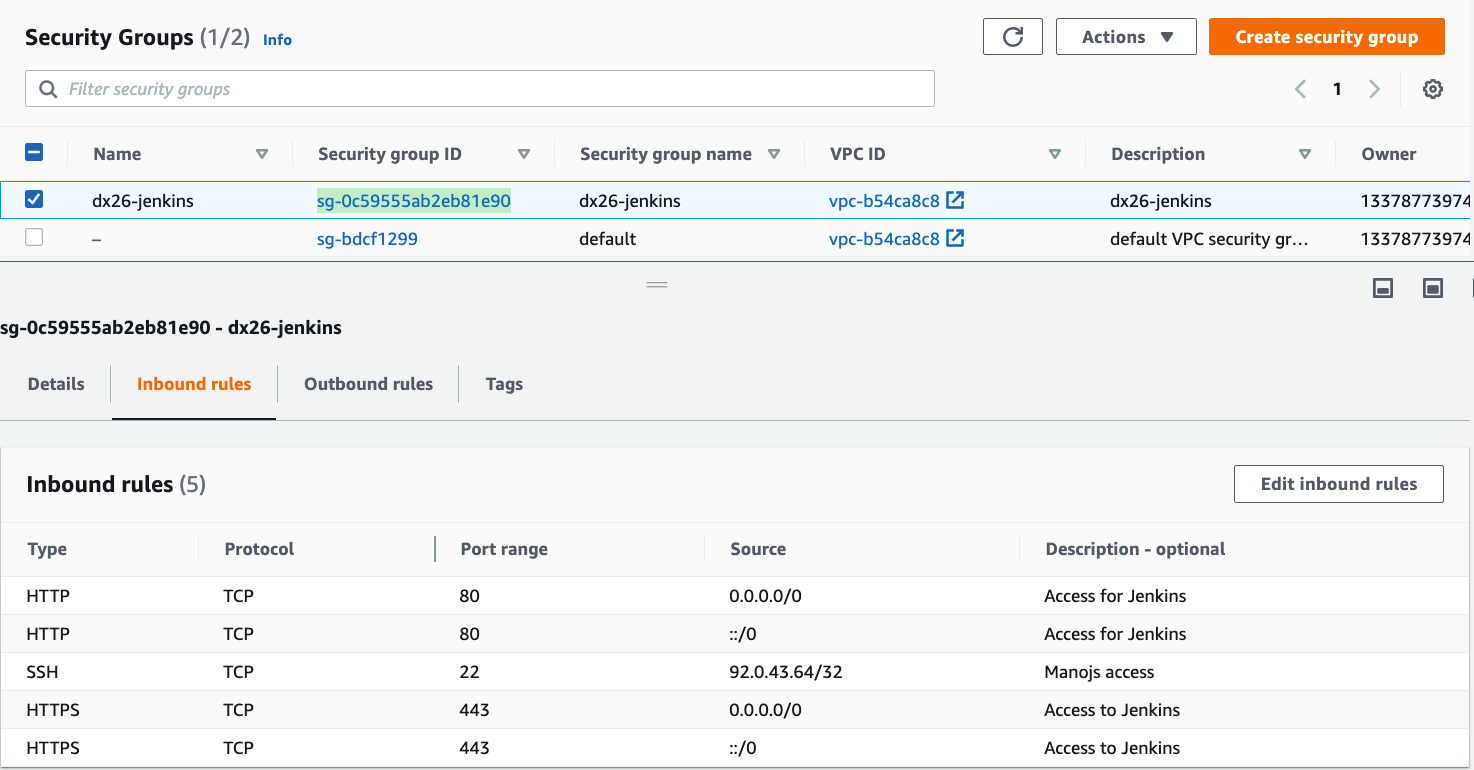 Security Groups (1/2) Info Actions Create security group
Filter security groups 1
Name Security group ID Security group name VPC ID Description Owner
dx26-jenkins sg-0c59555ab2eb81e90 dx26-jenkins vpc-b54ca8c8 dx26-jenkins 13378773974
– sg-bdcf1299 default vpc-b54ca8c8 default VPC security gr... 13378773974
sg-0c59555ab2eb81e90 - dx26-jenkins
Details Inbound rules Outbound rules Tags
Inbound rules (5) Edit inbound rules
Type Protocol Port range Source Description - optional
HTTP TCP 80 0.0.0.0/0 Access for Jenkins
HTTP TCP 80 ::/0 Access for Jenkins
SSH TCP 22 92.0.43.64/32 Manojs access
HTTPS TCP 443 0.0.0.0/0 Access to Jenkins
HTTPS TCP 443 ::/0 Access to Jenkins